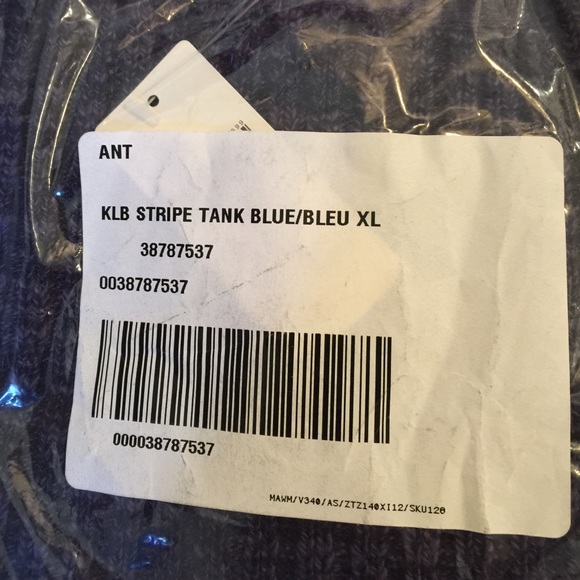 ANT
KLB STRIPE TANK BLUE/BLEU XL
38787537
0038787537
000038787537
MAWM/V340/AS/ZTZ140XI12/SKU120